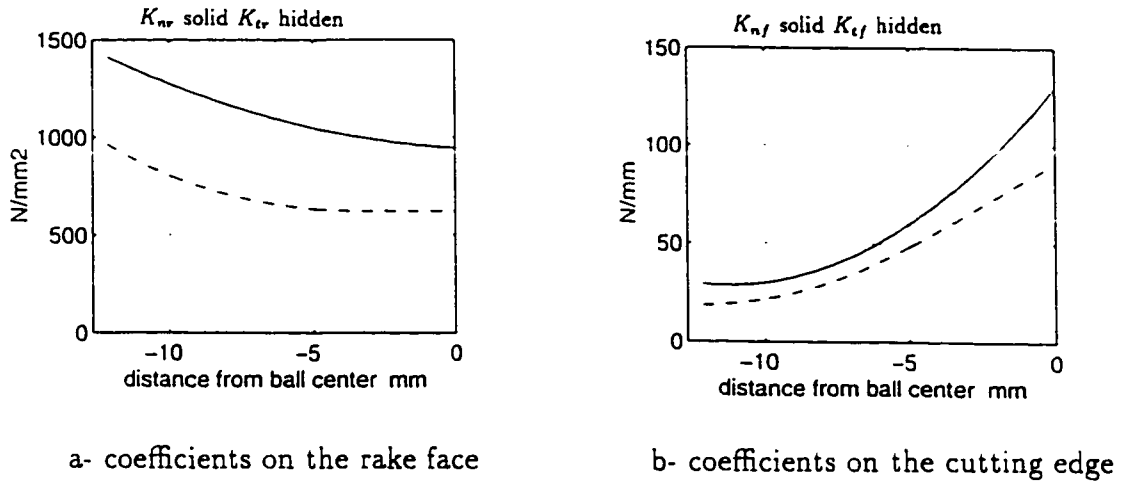 K_nr solid K_tr hidden
1500
1000
500
0
N/mm2
-10
-5
0
distance from ball center mm
a- coefficients on the rake face
K_nf solid K_tf hidden
150
100
50
0
N/mm
-10
-5
0
distance from ball center mm
b- coefficients on the cutting edge